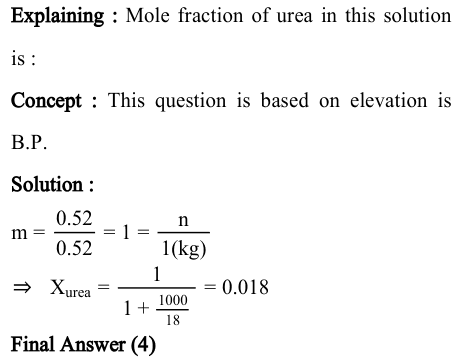 Explaining : Mole fraction of urea in this solution
is :
Concept : This question is based on elevation is
B.P.
Solution :
m = 0.52/0.52 = 1 = n/1(kg)
⇒ Xurea = 1/(1 + 1000/18) = 0.018
Final Answer (4)